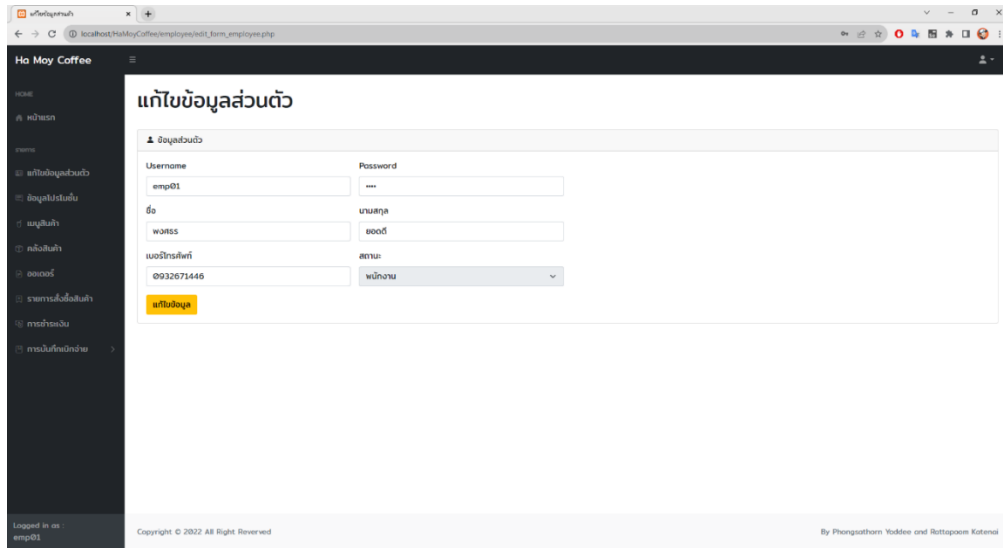 แก้ไขข้อมูลส่วนตัว
localhost/HaMoyCoffee/employee/edit_form_employee.php
Ha Moy Coffee
HOME
หน้าแรก
รายการ
แก้ไขข้อมูลส่วนตัว
ข้อมูลโปรโมชั่น
เมนูสินค้า
คลังสินค้า
ออเดอร์
รายการสั่งซื้อสินค้า
การชำระเงิน
การบันทึกเบิกจ่าย
Logged in as :
emp01
แก้ไขข้อมูลส่วนตัว
ข้อมูลส่วนตัว
Username
Password
emp01
••••
ชื่อ
นามสกุล
พงศธร
ยอดดี
เบอร์โทรศัพท์
สถานะ
0932671446
พนักงาน
แก้ไขข้อมูล
Copyright © 2022 All Right Reverved
By Phongsathorn Yoddee and Rattapoom Katenoi